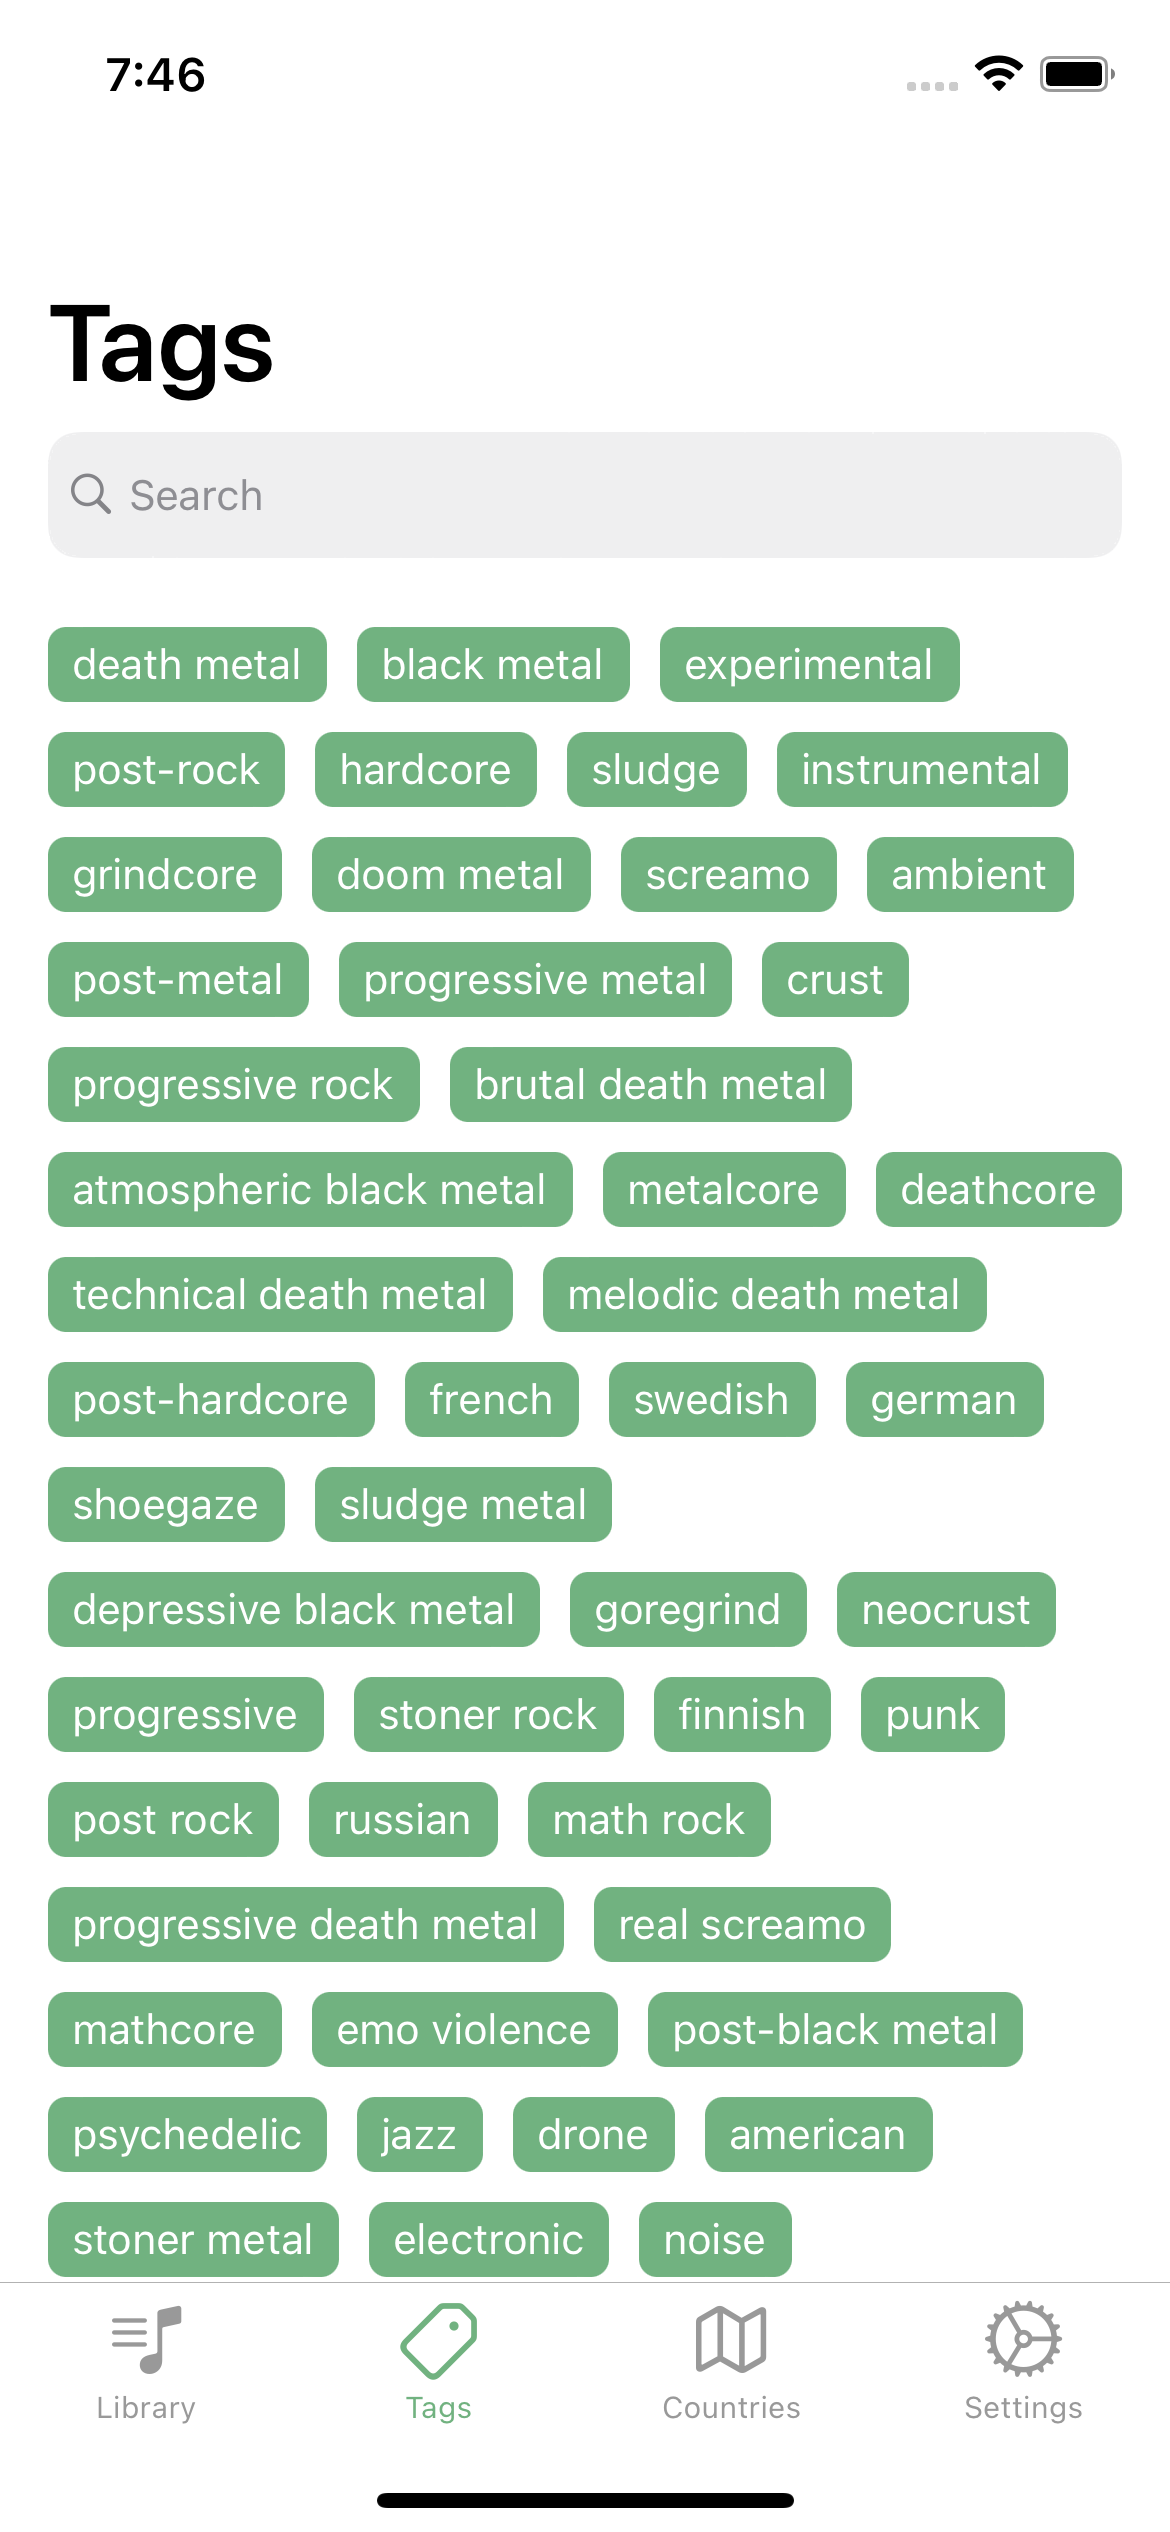 7:46
Tags
Search
death metal black metal experimental
post-rock hardcore sludge instrumental
grindcore doom metal screamo ambient
post-metal progressive metal crust
progressive rock brutal death metal
atmospheric black metal metalcore deathcore
technical death metal melodic death metal
post-hardcore french swedish german
shoegaze sludge metal
depressive black metal goregrind neocrust
progressive stoner rock finnish punk
post rock russian math rock
progressive death metal real screamo
mathcore emo violence post-black metal
psychedelic jazz drone american
stoner metal electronic noise
Library Tags Countries Settings